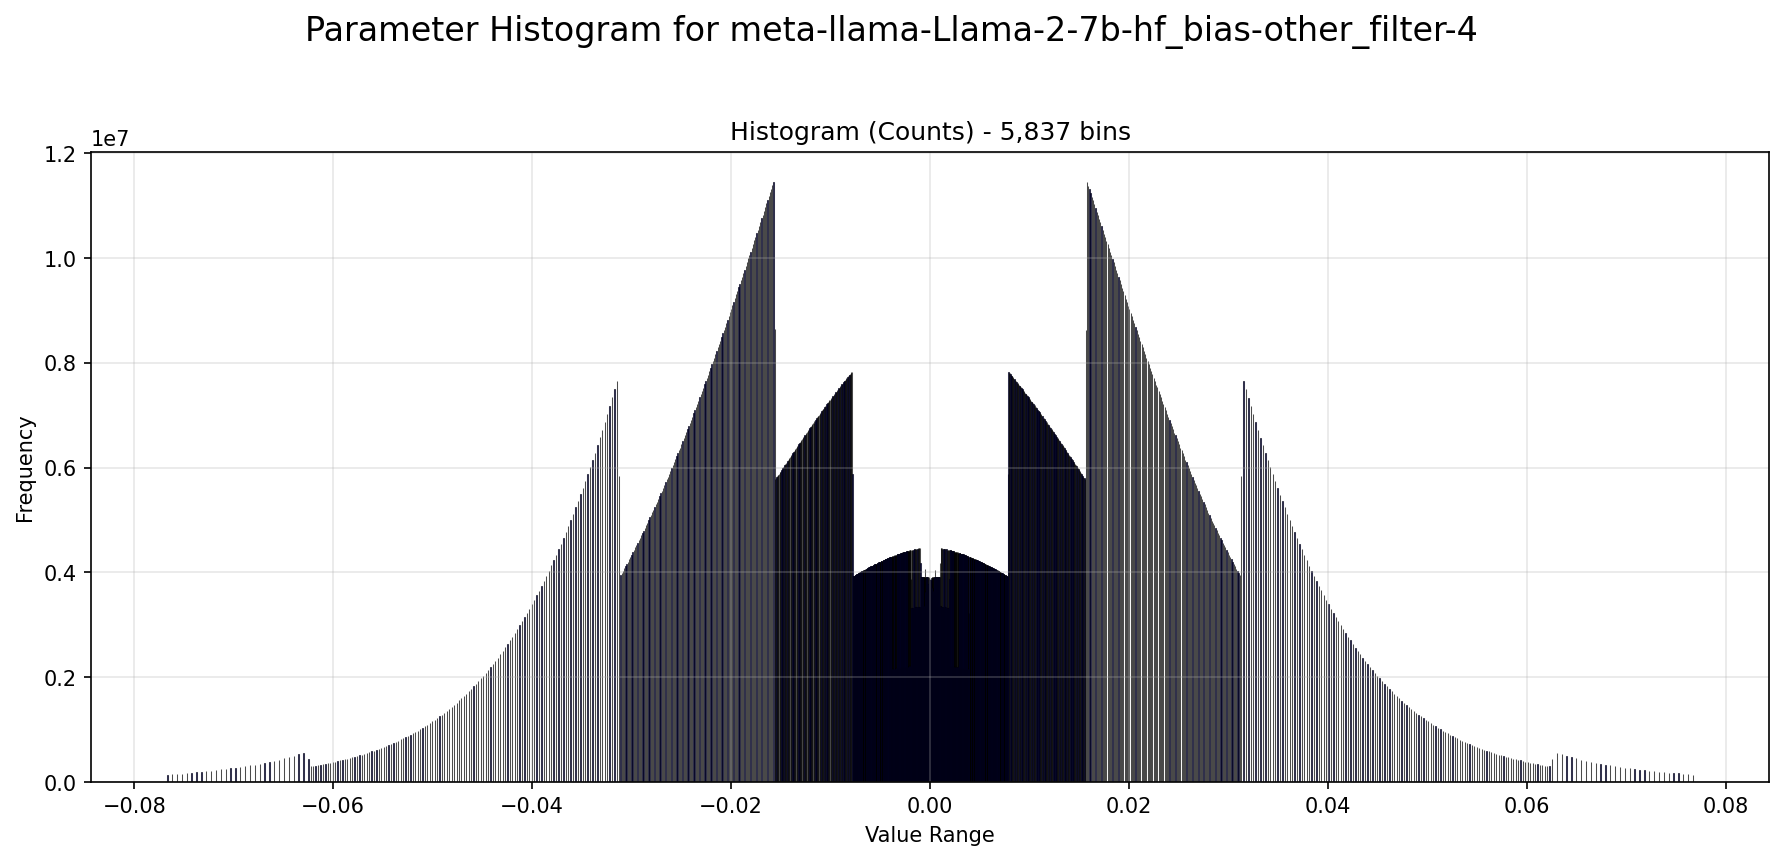 Parameter Histogram for meta-llama-Llama-2-7b-hf_bias-other_filter-4
Histogram (Counts) - 5,837 bins
1e7
1.2
1.0
0.8
0.6
0.4
0.2
0.0
Frequency
−0.08 −0.06 −0.04 −0.02 0.00 0.02 0.04 0.06 0.08
Value Range